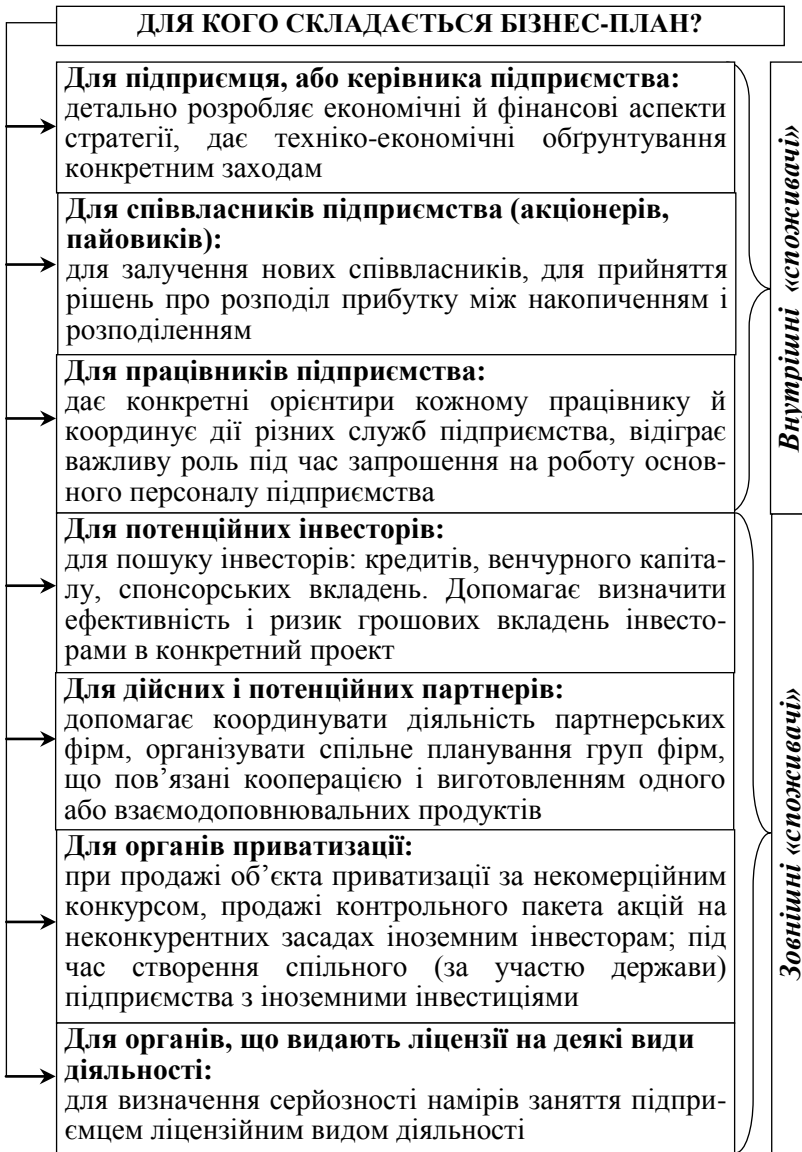 ДЛЯ КОГО СКЛАДАЄТЬСЯ БІЗНЕС-ПЛАН?
Для підприємця, або керівника підприємства:
детально розробляє економічні й фінансові аспекти
стратегії, дає техніко-економічні обґрунтування
конкретним заходам
Для співвласників підприємства (акціонерів,
пайовиків):
для залучення нових співвласників, для прийняття
рішень про розподіл прибутку між накопиченням і
розподіленням
Для працівників підприємства:
дає конкретні орієнтири кожному працівнику й
координує дії різних служб підприємства, відіграє
важливу роль під час запрошення на роботу основ-
ного персоналу підприємства
Внутрішні «споживачі»
Для потенційних інвесторів:
для пошуку інвесторів: кредитів, венчурного капіта-
лу, спонсорських вкладень. Допомагає визначити
ефективність і ризик грошових вкладень інвесто-
рами в конкретний проект
Для дійсних і потенційних партнерів:
допомагає координувати діяльність партнерських
фірм, організувати спільне планування груп фірм,
що пов’язані кооперацією і виготовленням одного
або взаємодоповнювальних продуктів
Для органів приватизації:
при продажі об’єкта приватизації за некомерційним
конкурсом, продажі контрольного пакета акцій на
неконкурентних засадах іноземним інвесторам; під
час створення спільного (за участю держави)
підприємства з іноземними інвестиціями
Для органів, що видають ліцензії на деякі види
діяльності:
для визначення серйозності намірів заняття підпри-
ємцем ліцензійним видом діяльності
Зовнішні «споживачі»